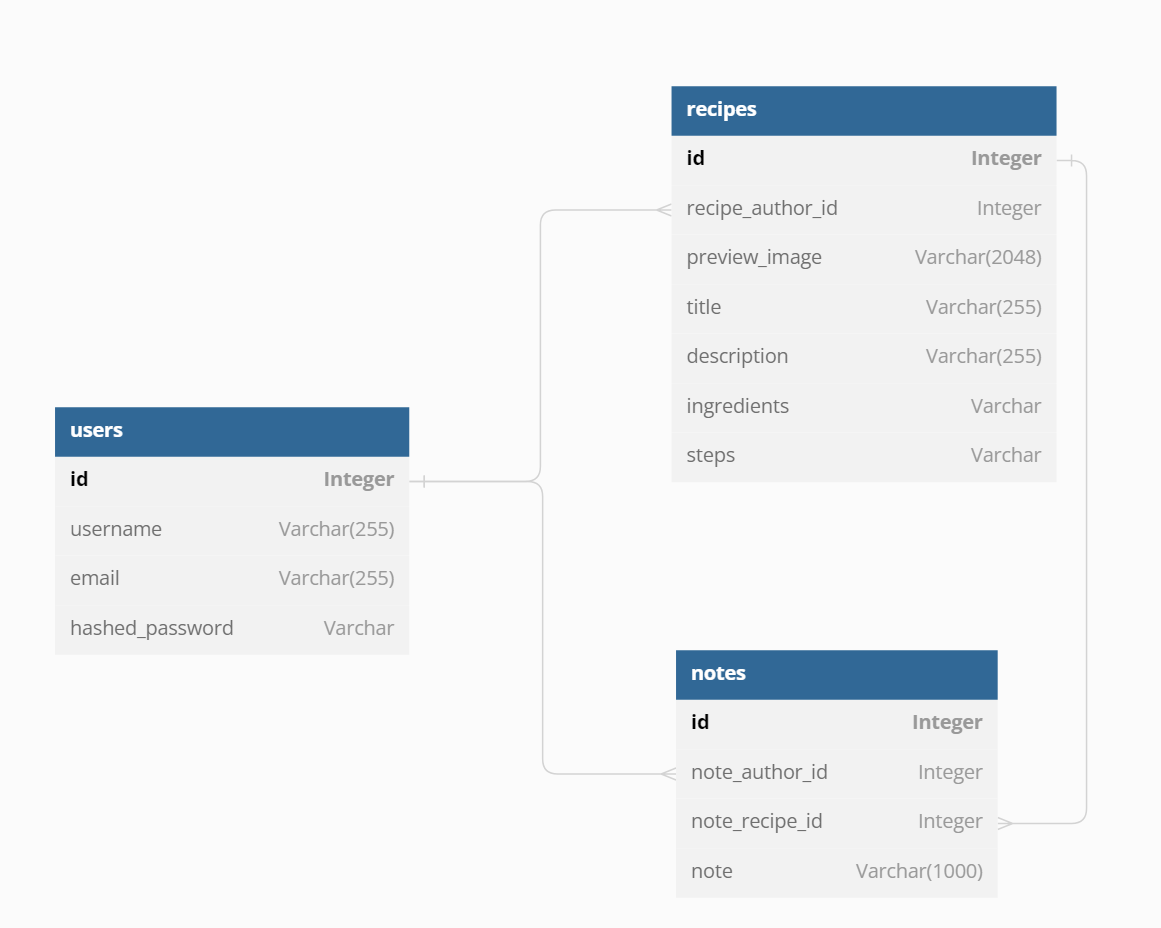 recipes
id Integer
recipe_author_id Integer
preview_image Varchar(2048)
title Varchar(255)
description Varchar(255)
ingredients Varchar
steps Varchar
users
id Integer
username Varchar(255)
email Varchar(255)
hashed_password Varchar
notes
id Integer
note_author_id Integer
note_recipe_id Integer
note Varchar(1000)